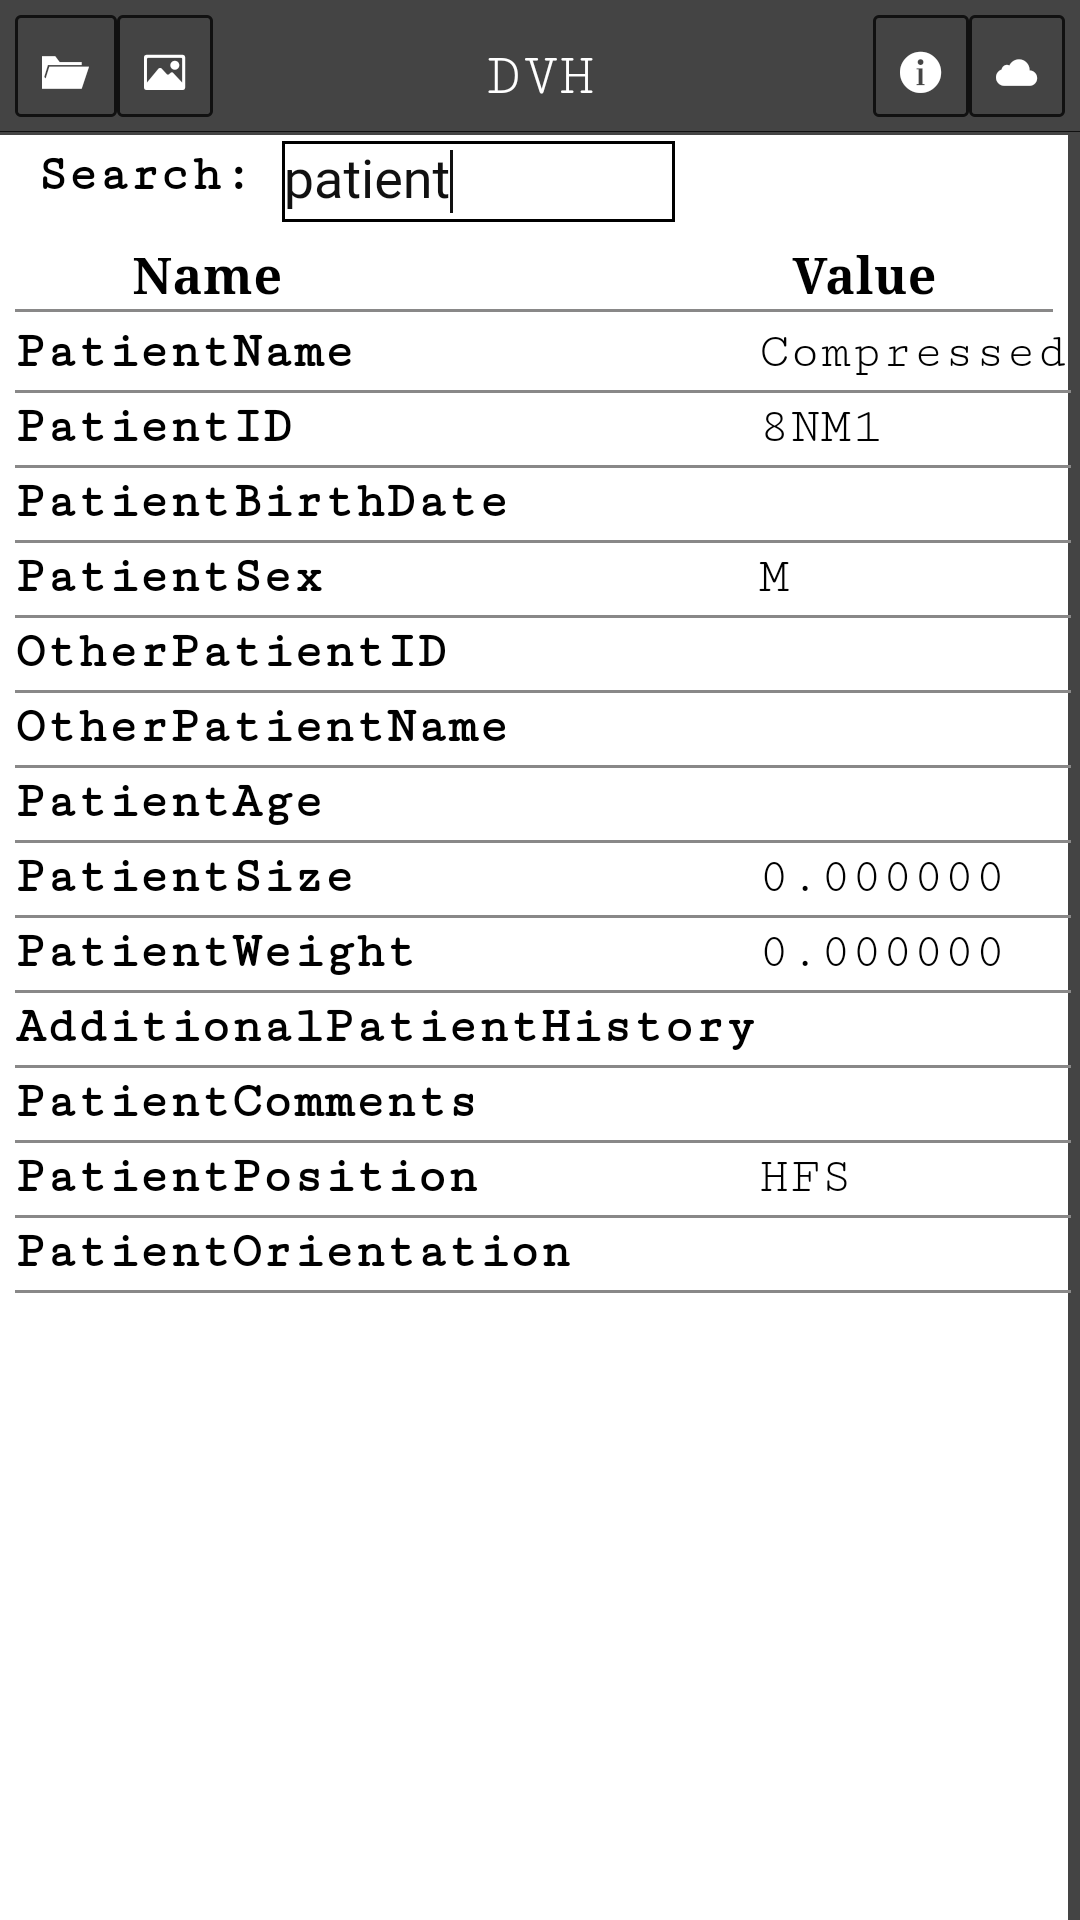 DVH
Search: patient
Name Value
PatientName Compressed
PatientID 8NM1
PatientBirthDate
PatientSex M
OtherPatientID
OtherPatientName
PatientAge
PatientSize 0.000000
PatientWeight 0.000000
AdditionalPatientHistory
PatientComments
PatientPosition HFS
PatientOrientation